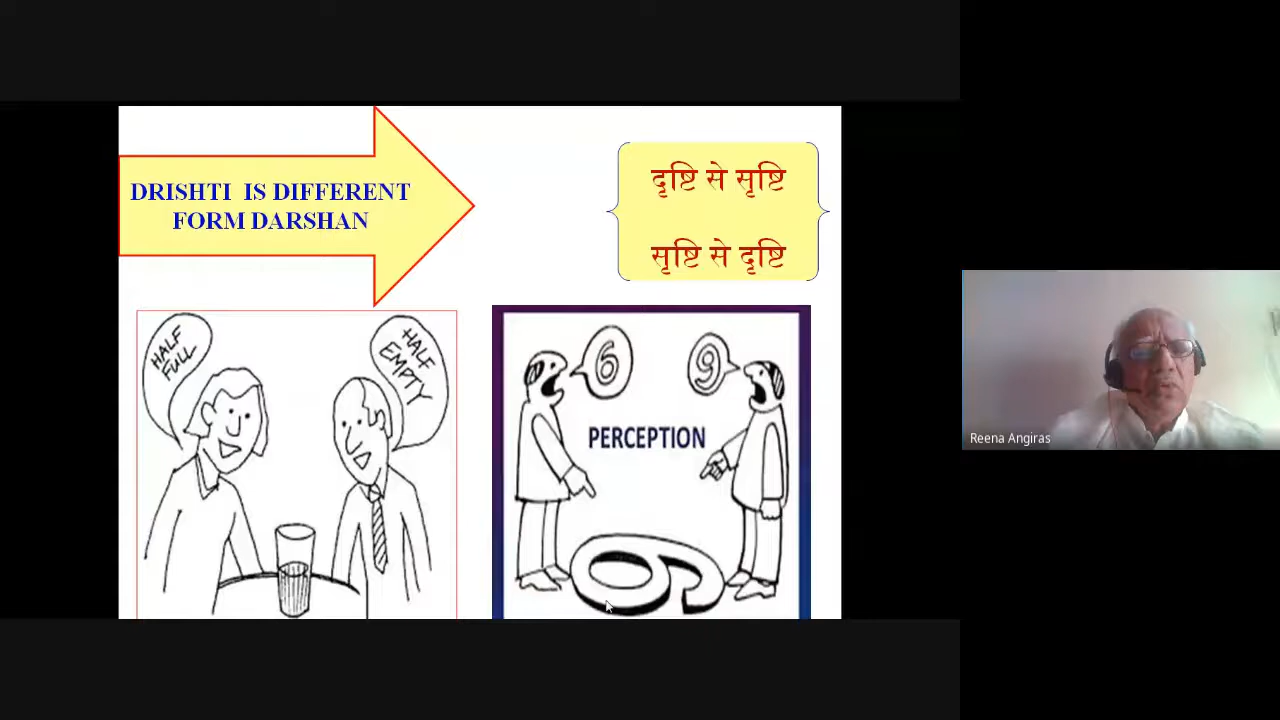 DRISHTI IS DIFFERENT
FORM DARSHAN
दृष्टि से सृष्टि
सृष्टि से दृष्टि
HALF
FULL
HALF
EMPTY
6
9
PERCEPTION
6
Reena Angiras